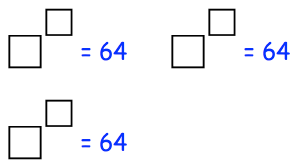 = 64 = 64
= 64